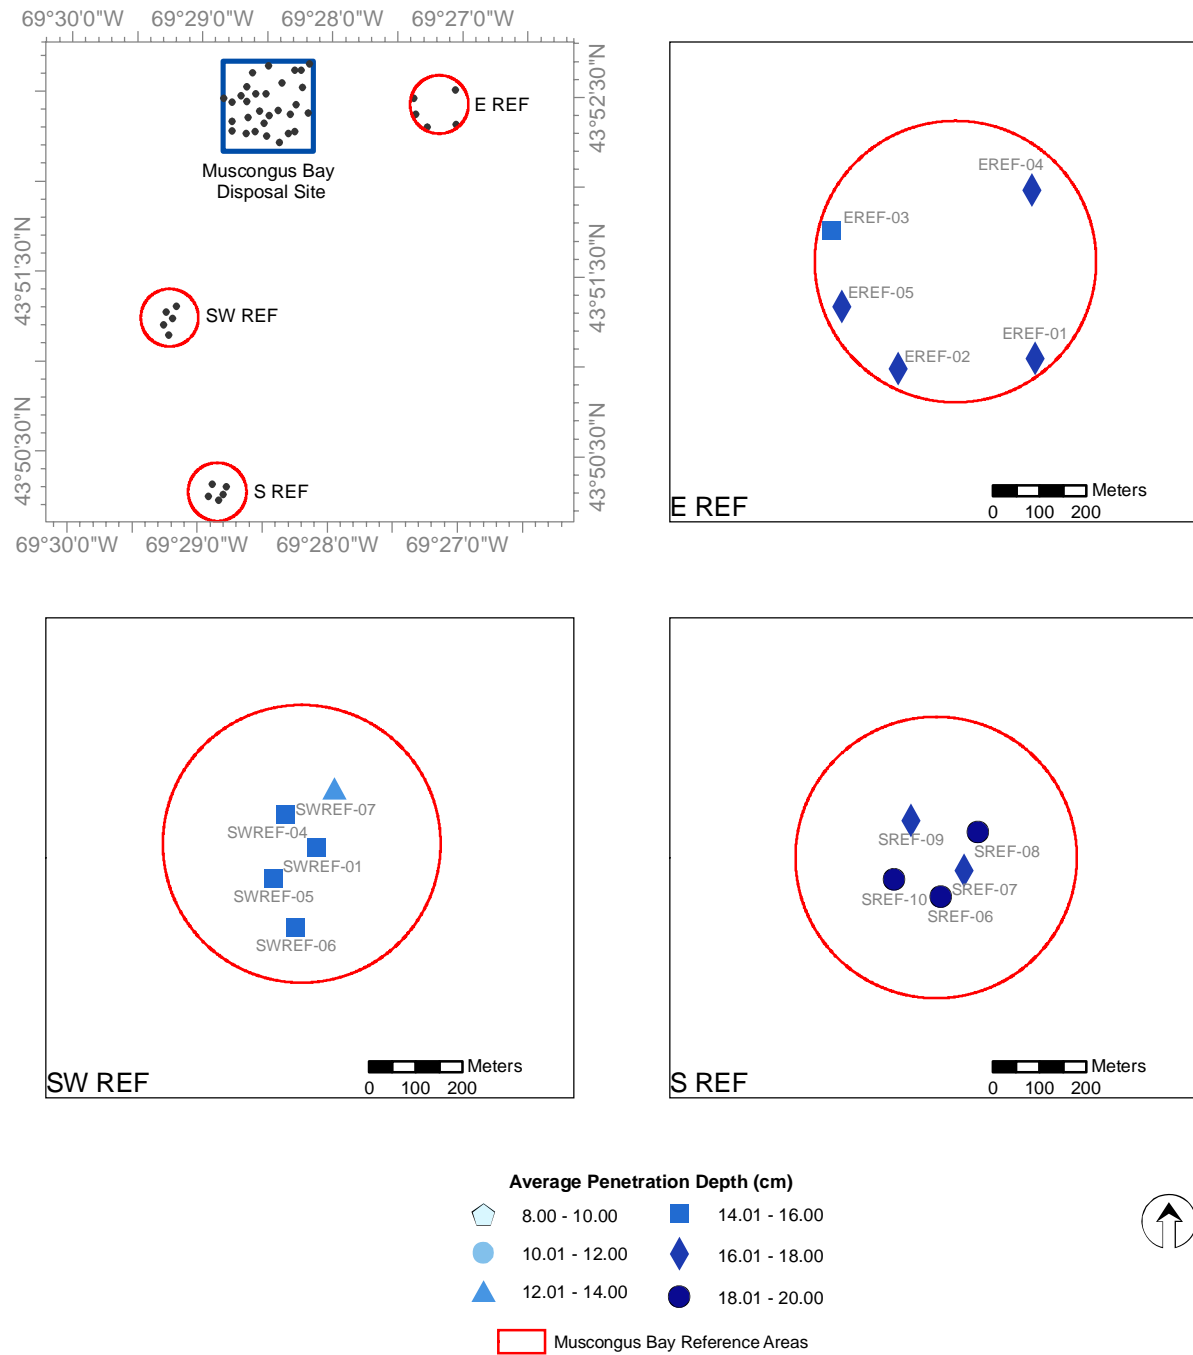 69°30'0"W 69°29'0"W 69°28'0"W 69°27'0"W
43°52'30"N
E REF
Muscongus Bay
Disposal Site
43°51'30"N
43°51'30"N
SW REF
43°50'30"N
43°50'30"N
S REF
69°30'0"W 69°29'0"W 69°28'0"W 69°27'0"W
EREF-04
EREF-03
EREF-05
EREF-01
EREF-02
Meters
0 100 200
E REF
SWREF-07
SWREF-04
SWREF-01
SWREF-05
SWREF-06
Meters
0 100 200
SW REF
SREF-09
SREF-08
SREF-07
SREF-10
SREF-06
Meters
0 100 200
S REF
Average Penetration Depth (cm)
8.00 - 10.00 14.01 - 16.00
10.01 - 12.00 16.01 - 18.00
12.01 - 14.00 18.01 - 20.00
Muscongus Bay Reference Areas